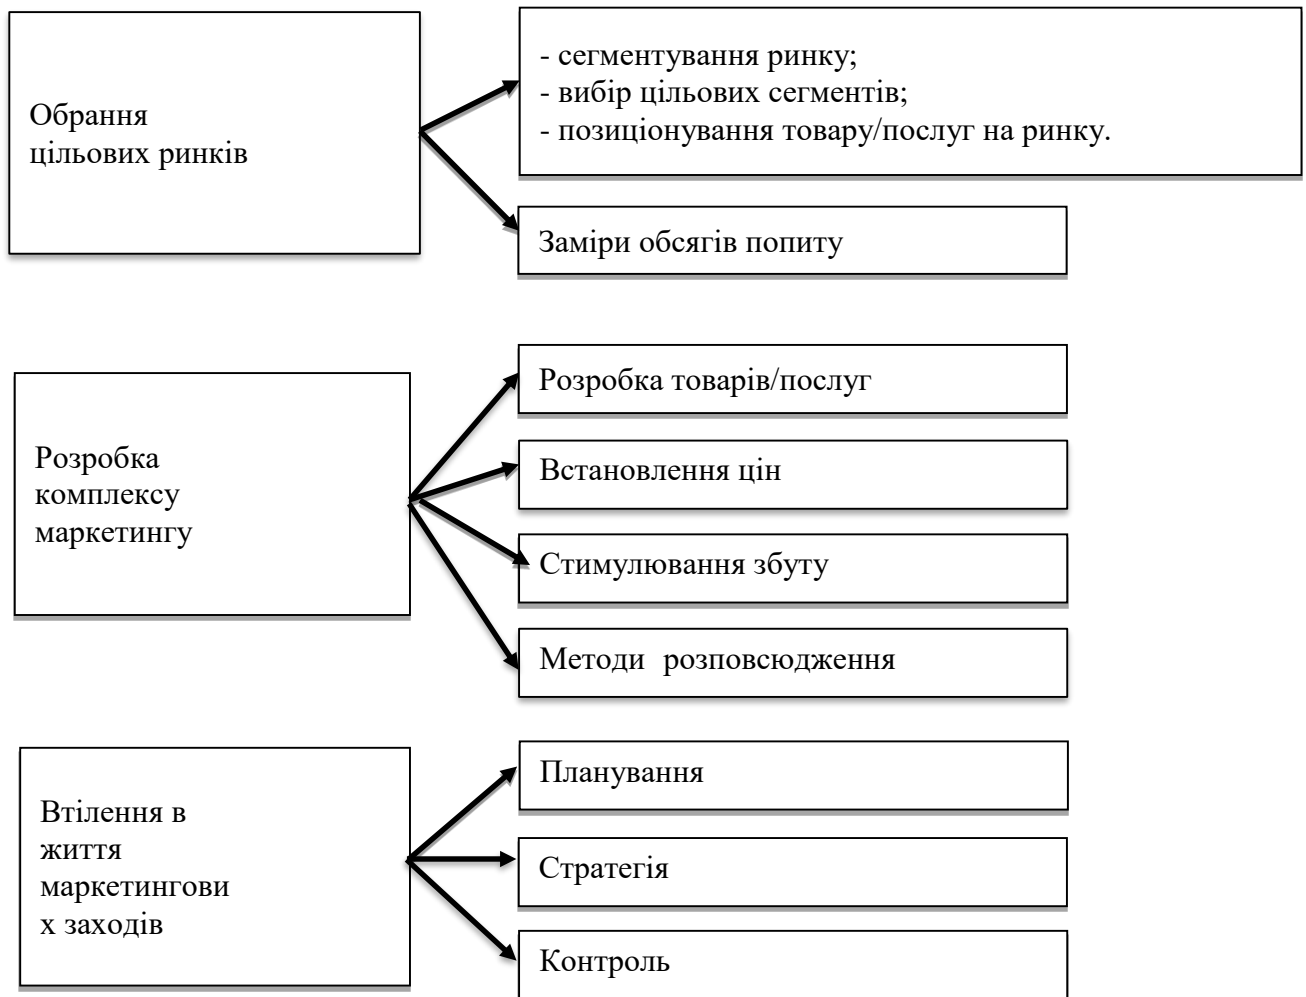 Обрання
цільових ринків
- сегментування ринку;
- вибір цільових сегментів;
- позиціонування товару/послуг на ринку.
Заміри обсягів попиту
Розробка
комплексу
маркетингу
Розробка товарів/послуг
Встановлення цін
Стимулювання збуту
Методи розповсюдження
Втілення в
життя
маркетингови
х заходів
Планування
Стратегія
Контроль